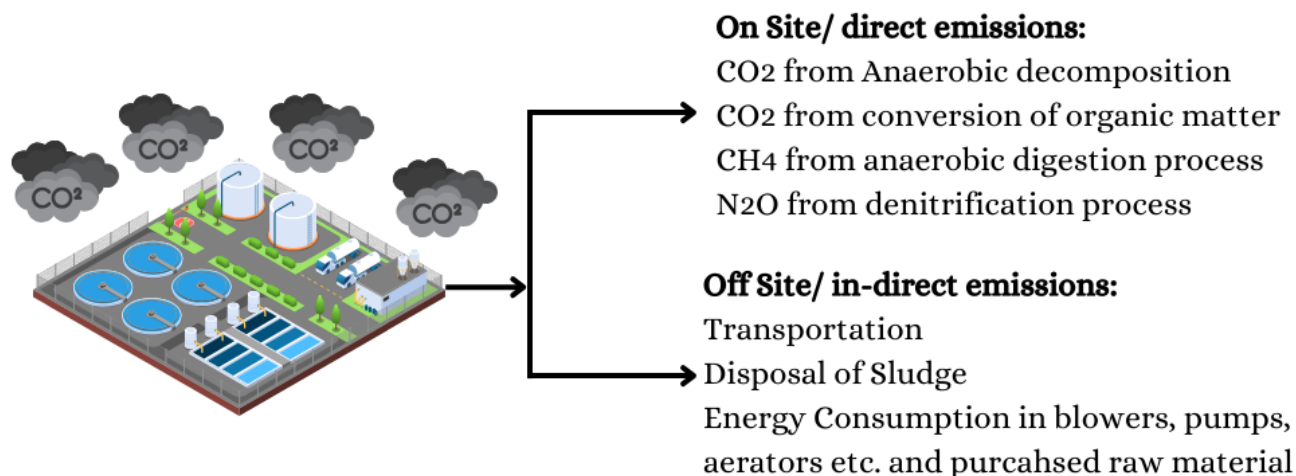 On Site/ direct emissions:
CO2 from Anaerobic decomposition
CO2 from conversion of organic matter
CH4 from anaerobic digestion process
N2O from denitrification process
CO²
CO²
CO²
CO²
Off Site/ in-direct emissions:
Transportation
Disposal of Sludge
Energy Consumption in blowers, pumps,
aerators etc. and purcahsed raw material